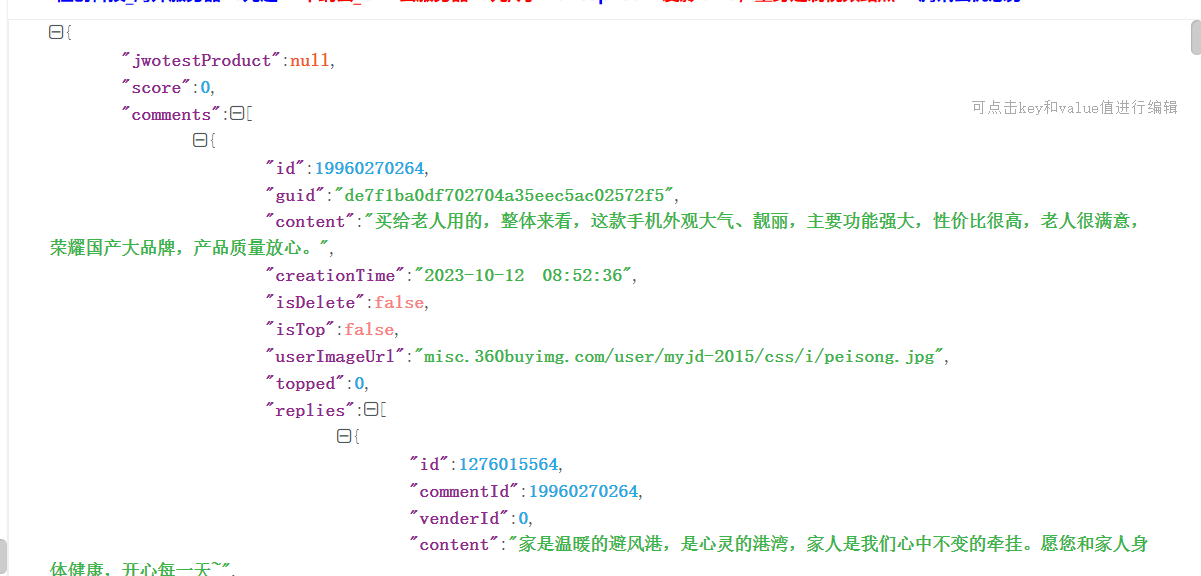 {
"jwotestProduct":null,
"score":0,
"comments":[
可点击key和value值进行编辑
{
"id":19960270264,
"guid":"de7f1ba0df702704a35eec5ac02572f5",
"content":"买给老人用的，整体来看，这款手机外观大气、靓丽，主要功能强大，性价比很高，老人很满意，
荣耀国产大品牌，产品质量放心。",
"creationTime":"2023-10-12  08:52:36",
"isDelete":false,
"isTop":false,
"userImageUrl":"misc.360buyimg.com/user/myjd-2015/css/i/peisong.jpg",
"topped":0,
"replies":[
{
"id":1276015564,
"commentId":19960270264,
"venderId":0,
"content":"家是温暖的避风港，是心灵的港湾，家人是我们心中不变的牵挂。愿您和家人身
体健康，开心每一天~",